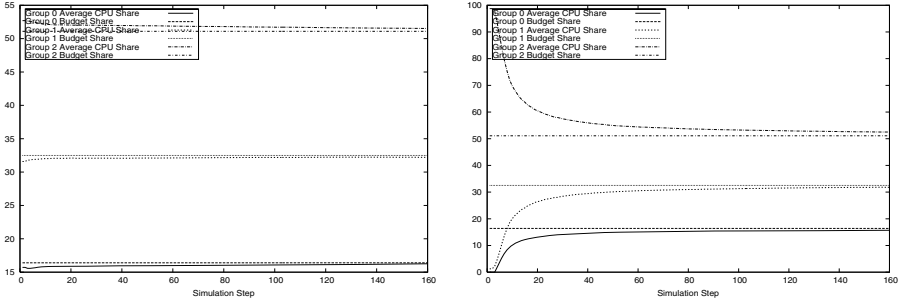 55
50
45
40
35
30
25
20
15
0 20 40 60 80 100 120 140 160
Simulation Step
Group 0 Average CPU Share
Group 0 Budget Share
Group 1 Average CPU Share
Group 1 Budget Share
Group 2 Average CPU Share
Group 2 Budget Share
100
90
80
70
60
50
40
30
20
10
0
0 20 40 60 80 100 120 140 160
Simulation Step
Group 0 Average CPU Share
Group 0 Budget Share
Group 1 Average CPU Share
Group 1 Budget Share
Group 2 Average CPU Share
Group 2 Budget Share